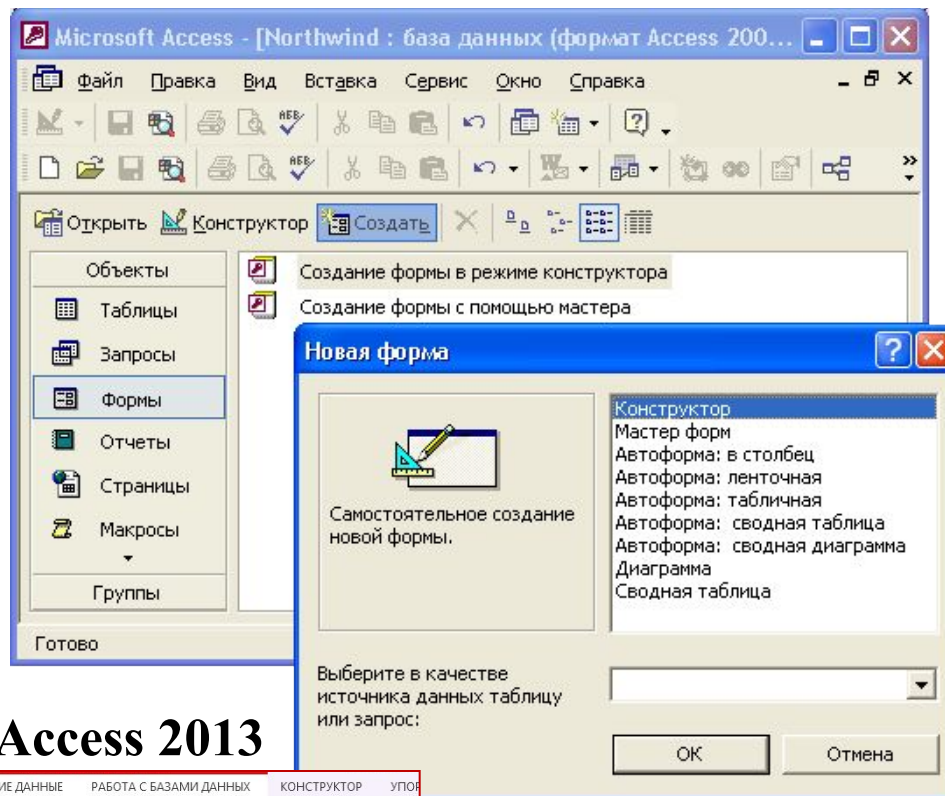 Microsoft Access - [Northwind : база данных (формат Access 200...
Файл Правка Вид Вставка Сервис Окно Справка
Открыть Конструктор Создать
Объекты
Таблицы
Запросы
Формы
Отчеты
Страницы
Макросы
Группы
Создание формы в режиме конструктора
Создание формы с помощью мастера
Готово
Новая форма
Самостоятельное создание
новой формы.
Конструктор
Мастер форм
Автоформа: в столбец
Автоформа: ленточная
Автоформа: табличная
Автоформа: сводная таблица
Автоформа: сводная диаграмма
Диаграмма
Сводная таблица
Выберите в качестве
источника данных таблицу
или запрос:
ОК Отмена
Access 2013
ИЕ ДАННЫЕ РАБОТА С БАЗАМИ ДАННЫХ КОНСТРУКТОР УПОР